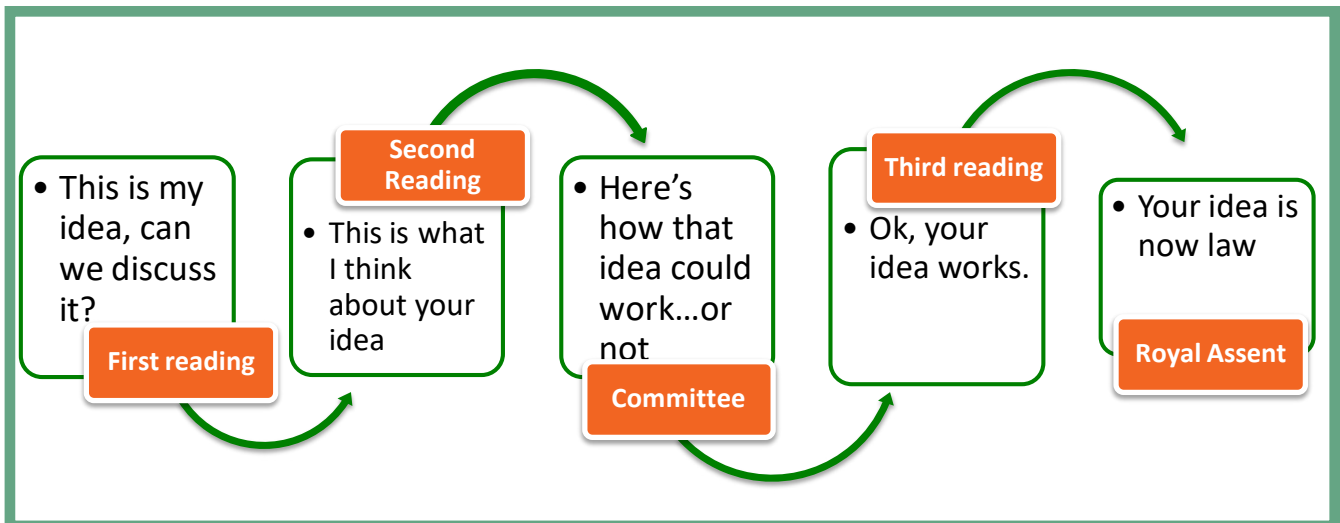 • This is my
idea, can
we discuss
it?
First reading
Second
Reading
• This is what
I think
about your
idea
• Here’s
how that
idea could
work...or
not
Committee
Third reading
• Ok, your
idea works.
• Your idea is
now law
Royal Assent